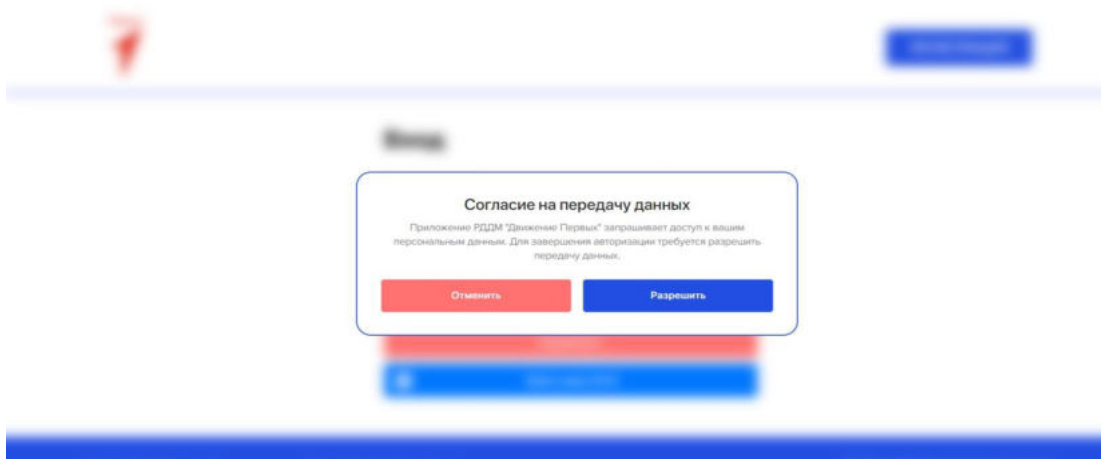 Вход
Согласие на передачу данных
Приложение РДДМ "Движение Первых" запрашивает доступ к вашим
персональным данным. Для завершения авторизации требуется разрешить
передачу данных.
Отменить
Разрешить